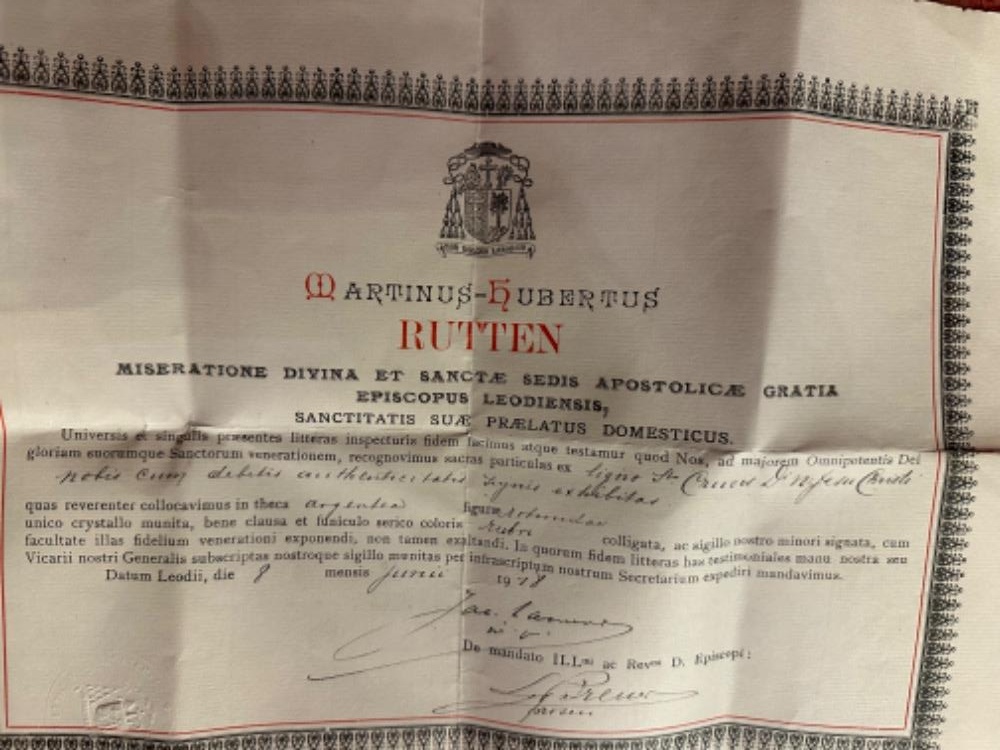 MARTINUS-HUBERTUS
RUTTEN
MISERATIONE DIVINA ET SANCTÆ SEDIS APOSTOLICÆ GRATIA
EPISCOPUS LEODIENSIS,
SANCTITATIS SUÆ PRÆLATUS DOMESTICUS.
Universis et singulis præsentes litteras inspecturis fidem facimus atque testamur quod Nos, ad majorem Omnipotentis Dei
gloriam suorumque Sanctorum venerationem, recognovimus sacras particulas ex ligno Stæ Crucis D. N. Jesu Christi
nobis cum debitis authenticitatis signis exhibitas
quas reverenter collocavimus in theca argentea figuræ rotundæ
unico crystallo munita, bene clausa et funiculo serico coloris rubri colligata, ac sigillo nostro minori signata, cum
facultate illas fidelium venerationi exponendi, non tamen exaltandi. In quorum fidem litteras has testimoniales manu nostra seu
Vicarii nostri Generalis subscriptas nostroque sigillo munitas per infrascriptum nostrum Secretarium expediri mandavimus.
Datum Leodii, die 8 mensis Junii 19
De mandato Ill.mi ac Rev.mi D. Episcopi: